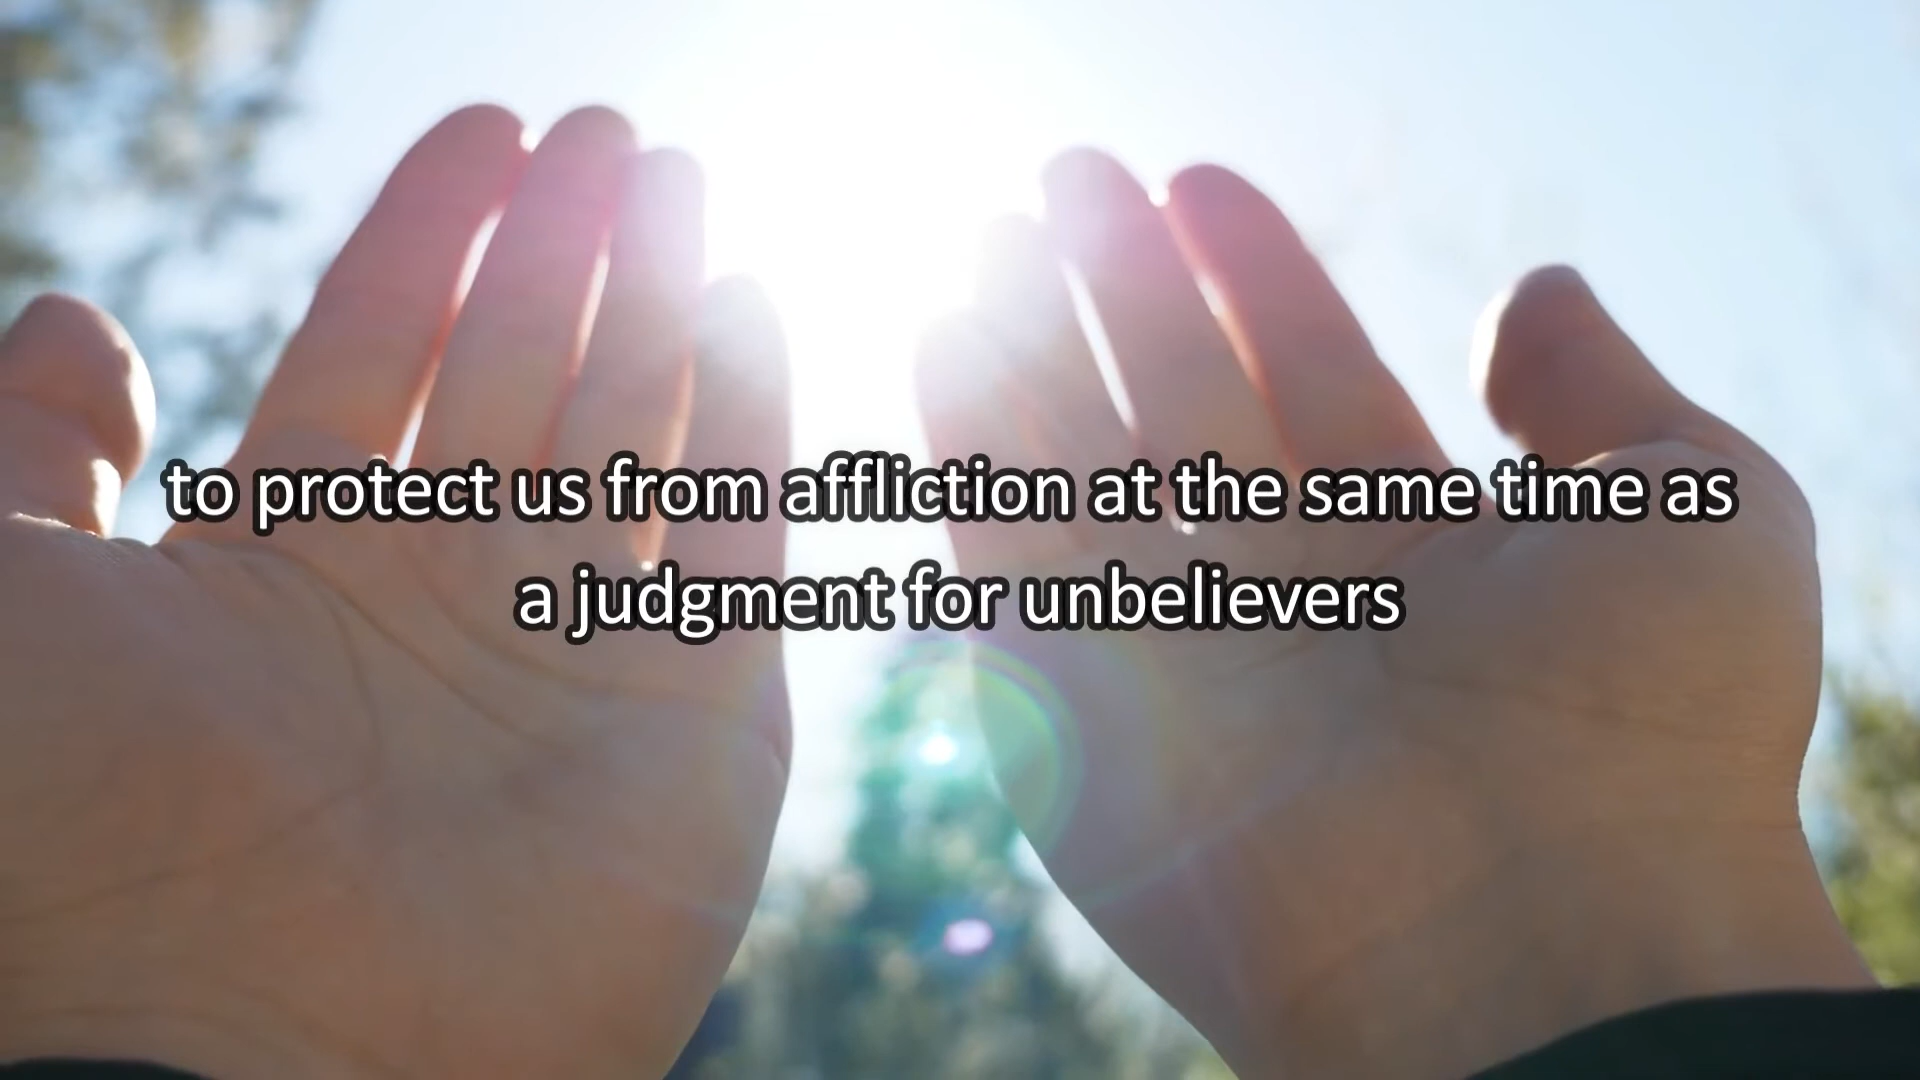 to protect us from affliction at the same time as
a judgment for unbelievers